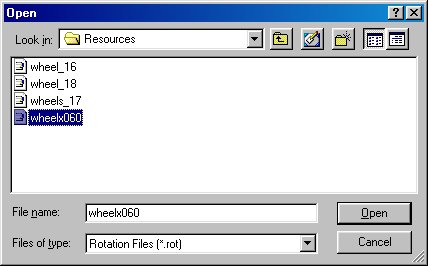 Open
Look in: Resources
wheel_16
wheel_18
wheels_17
wheelx060
File name: wheelx060 Open
Files of type: Rotation Files (*.rot) Cancel